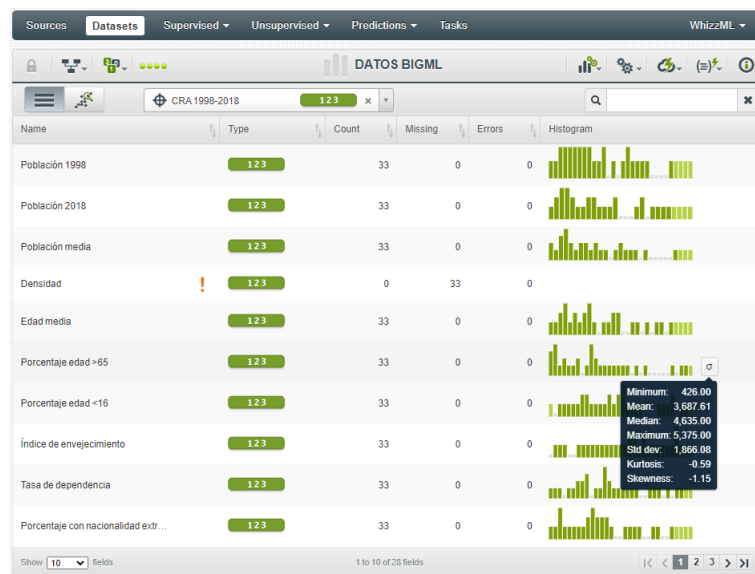 Sources Datasets Supervised Unsupervised Predictions Tasks WhizzML
DATOS BIGML
CRA 1998-2018 123
Name Type Count Missing Errors Histogram
Población 1998 123 33 0 0
Población 2018 123 33 0 0
Población media 123 33 0 0
Densidad ! 123 0 33 0
Edad media 123 33 0 0
Porcentaje edad >65 123 33 0 0 σ
Porcentaje edad <16 123 33 0 0
Índice de envejecimiento 123 33 0 0
Tasa de dependencia 123 33 0 0
Porcentaje con nacionalidad extr... 123 33 0 0
Minimum: 426.00
Mean: 3,687.61
Median: 4,635.00
Maximum: 5,375.00
Std dev: 1,866.08
Kurtosis: -0.59
Skewness: -1.15
Show 10 fields 1 to 10 of 28 fields 1 2 3